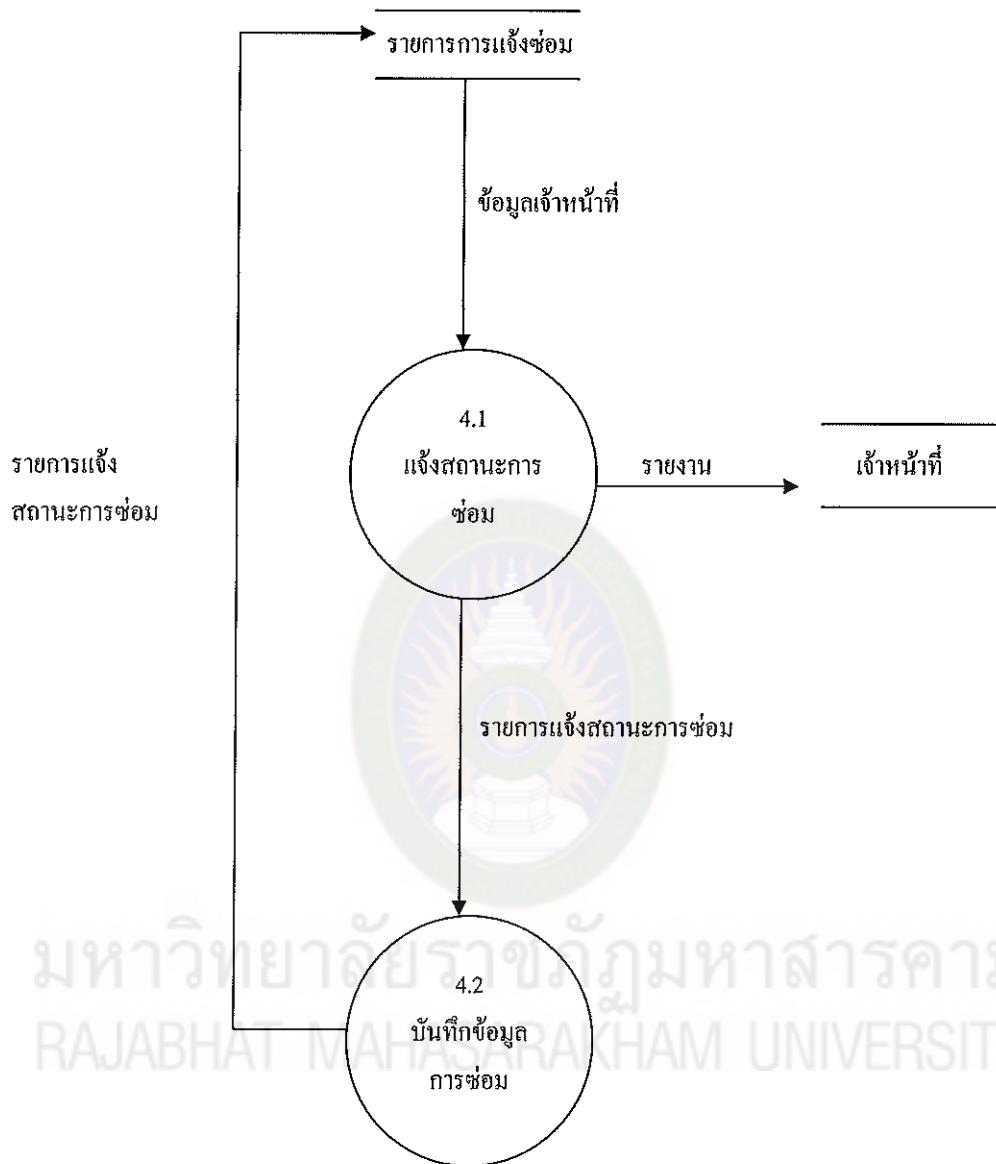 รายการการแจ้งซ่อม
ข้อมูลเจ้าหน้าที่
4.1
แจ้งสถานะการ
ซ่อม
รายงาน
เจ้าหน้าที่
รายการแจ้ง
สถานะการซ่อม
รายการแจ้งสถานะการซ่อม
4.2
บันทึกข้อมูล
การซ่อม
มหาวิทยาลัยราชภัฏมหาสารคาม
RAJABHAT MAHASARAKHAM UNIVERSIT